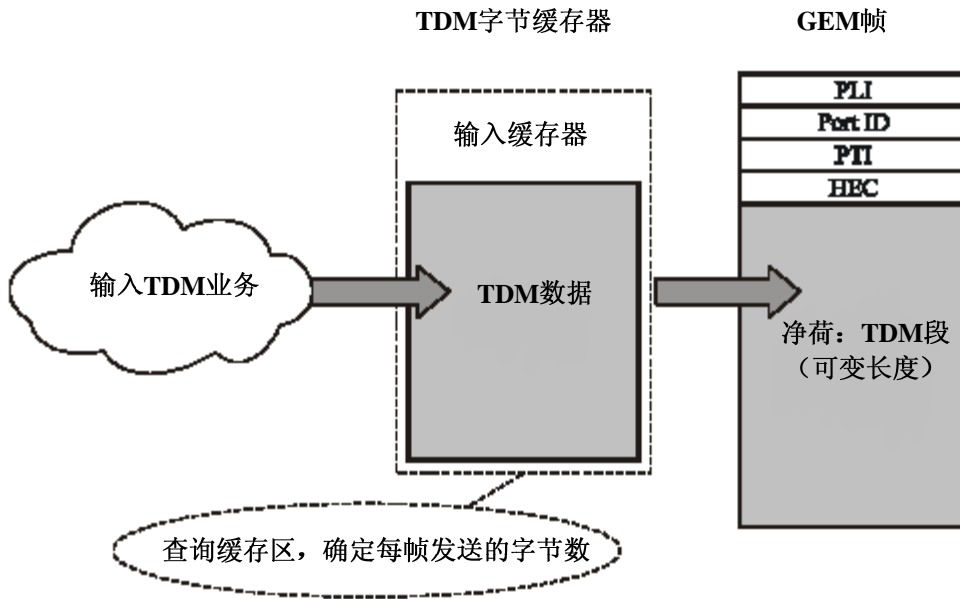 TDM字节缓存器
GEM帧
输入缓存器
PLI
Port ID
PTI
HEC
输入TDM业务
TDM数据
净荷：TDM段
（可变长度）
查询缓存区，确定每帧发送的字节数